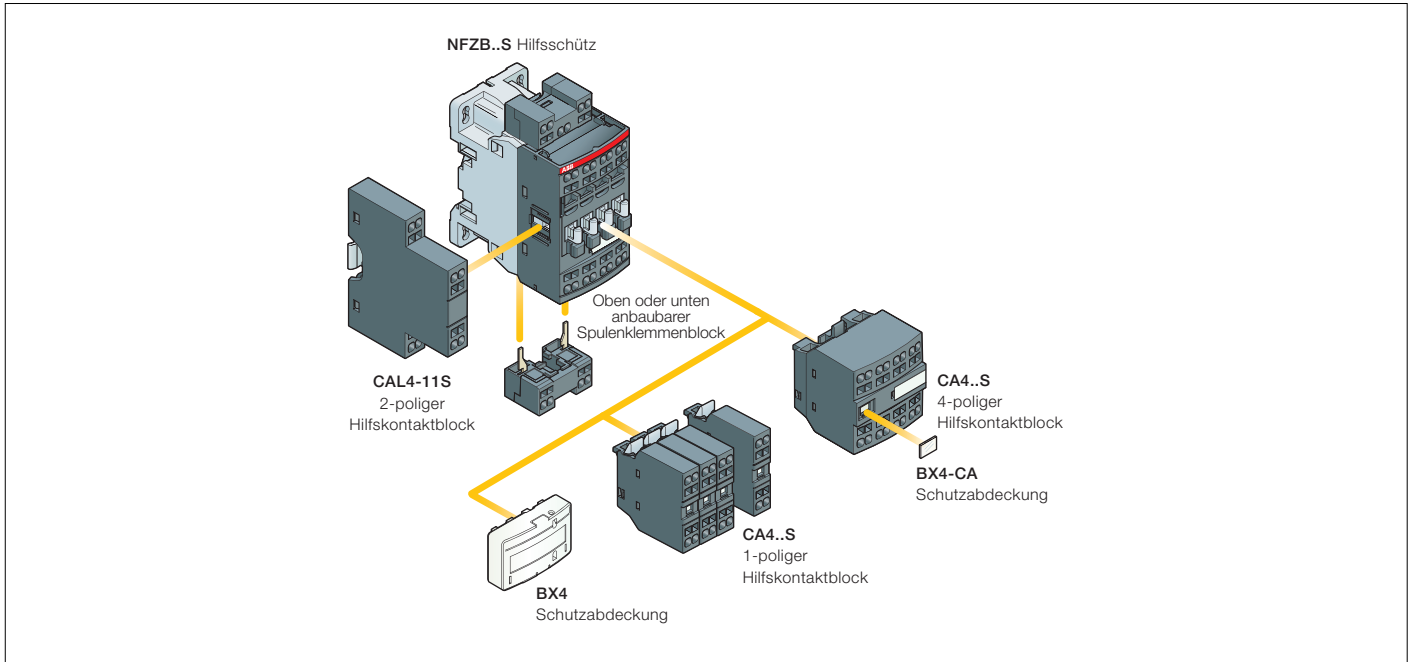 NFZB..S Hilfsschütz
ABB
Oben oder unten
anbaubarer
Spulenklemmenblock
CAL4-11S
2-poliger
Hilfskontaktblock
CA4..S
4-poliger
Hilfskontaktblock
BX4-CA
Schutzabdeckung
CA4..S
1-poliger
Hilfskontaktblock
BX4
Schutzabdeckung